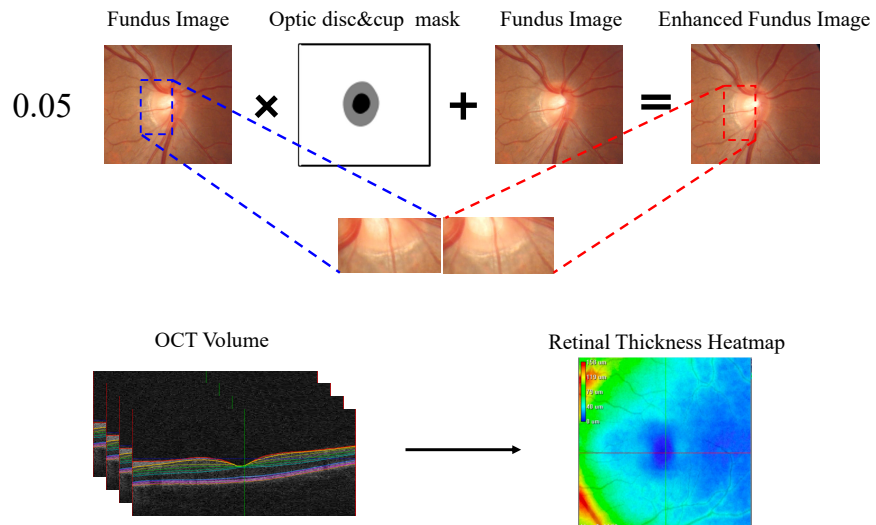 Fundus Image
Optic disc&cup mask
Fundus Image
Enhanced Fundus Image
0.05
×
+
=
OCT Volume
Retinal Thickness Heatmap